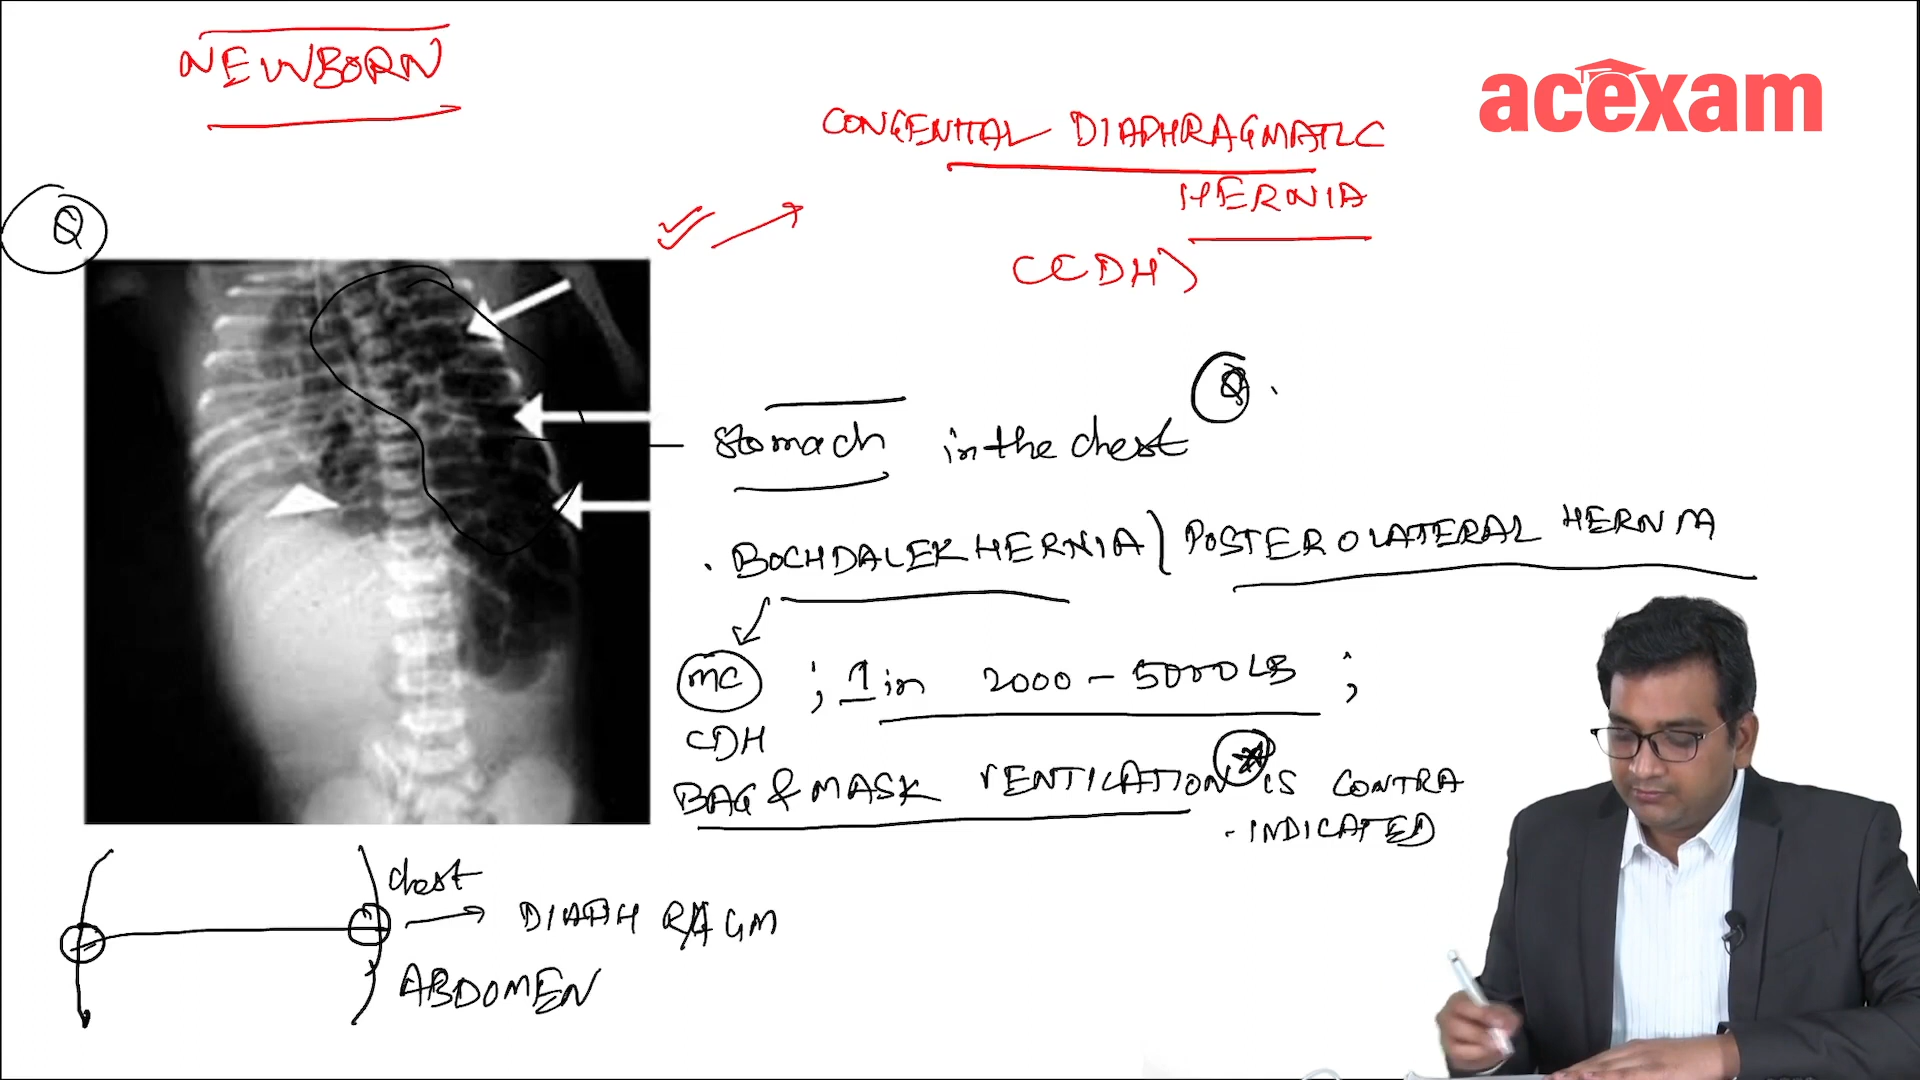 NEWBORN
acexam
CONGENITAL DIAPHRAGMATIC
HERNIA
(CDH)
Q
Q
stomach in the chest
. BOCHDALEK HERNIA / POSTEROLATERAL HERNIA
MC ; 1 in 2000 - 5000 LB ;
CDH
BAG & MASK VENTILATION * IS CONTRA
- INDICATED
chest
DIAPHRAGM
ABDOMEN